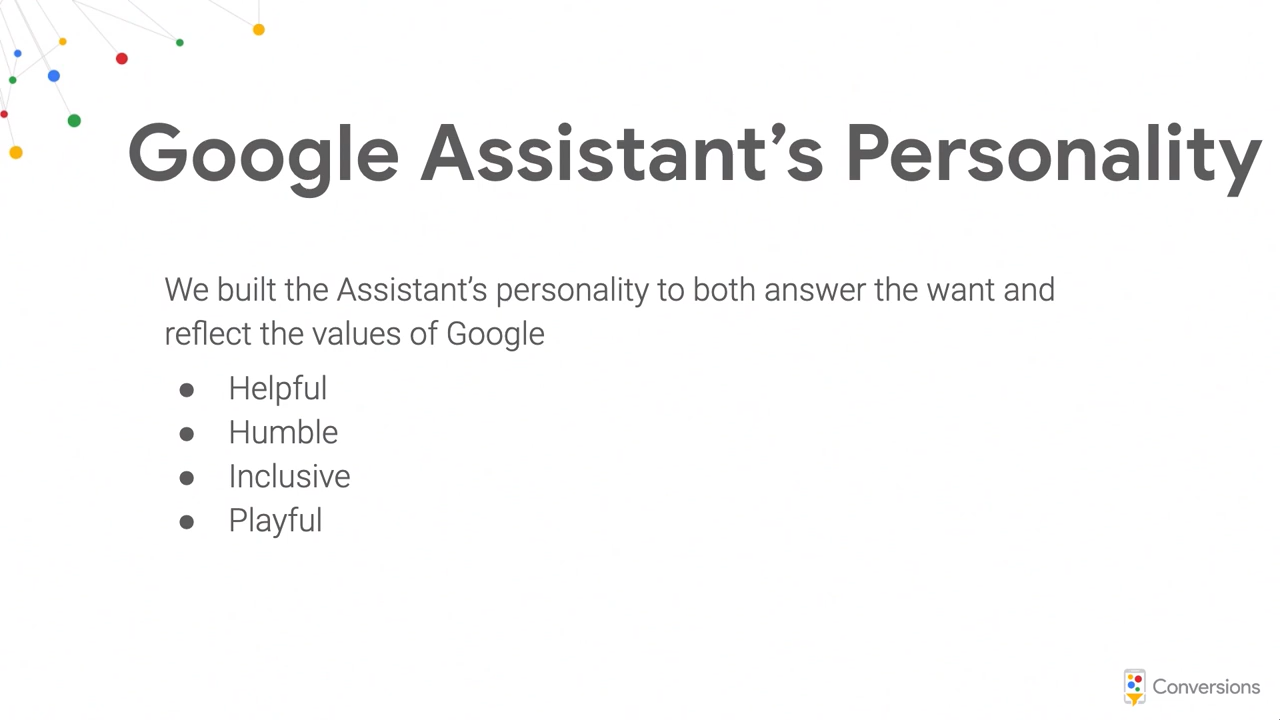 Google Assistant’s Personality
We built the Assistant’s personality to both answer the want and
reflect the values of Google
● Helpful
● Humble
● Inclusive
● Playful
Conversions